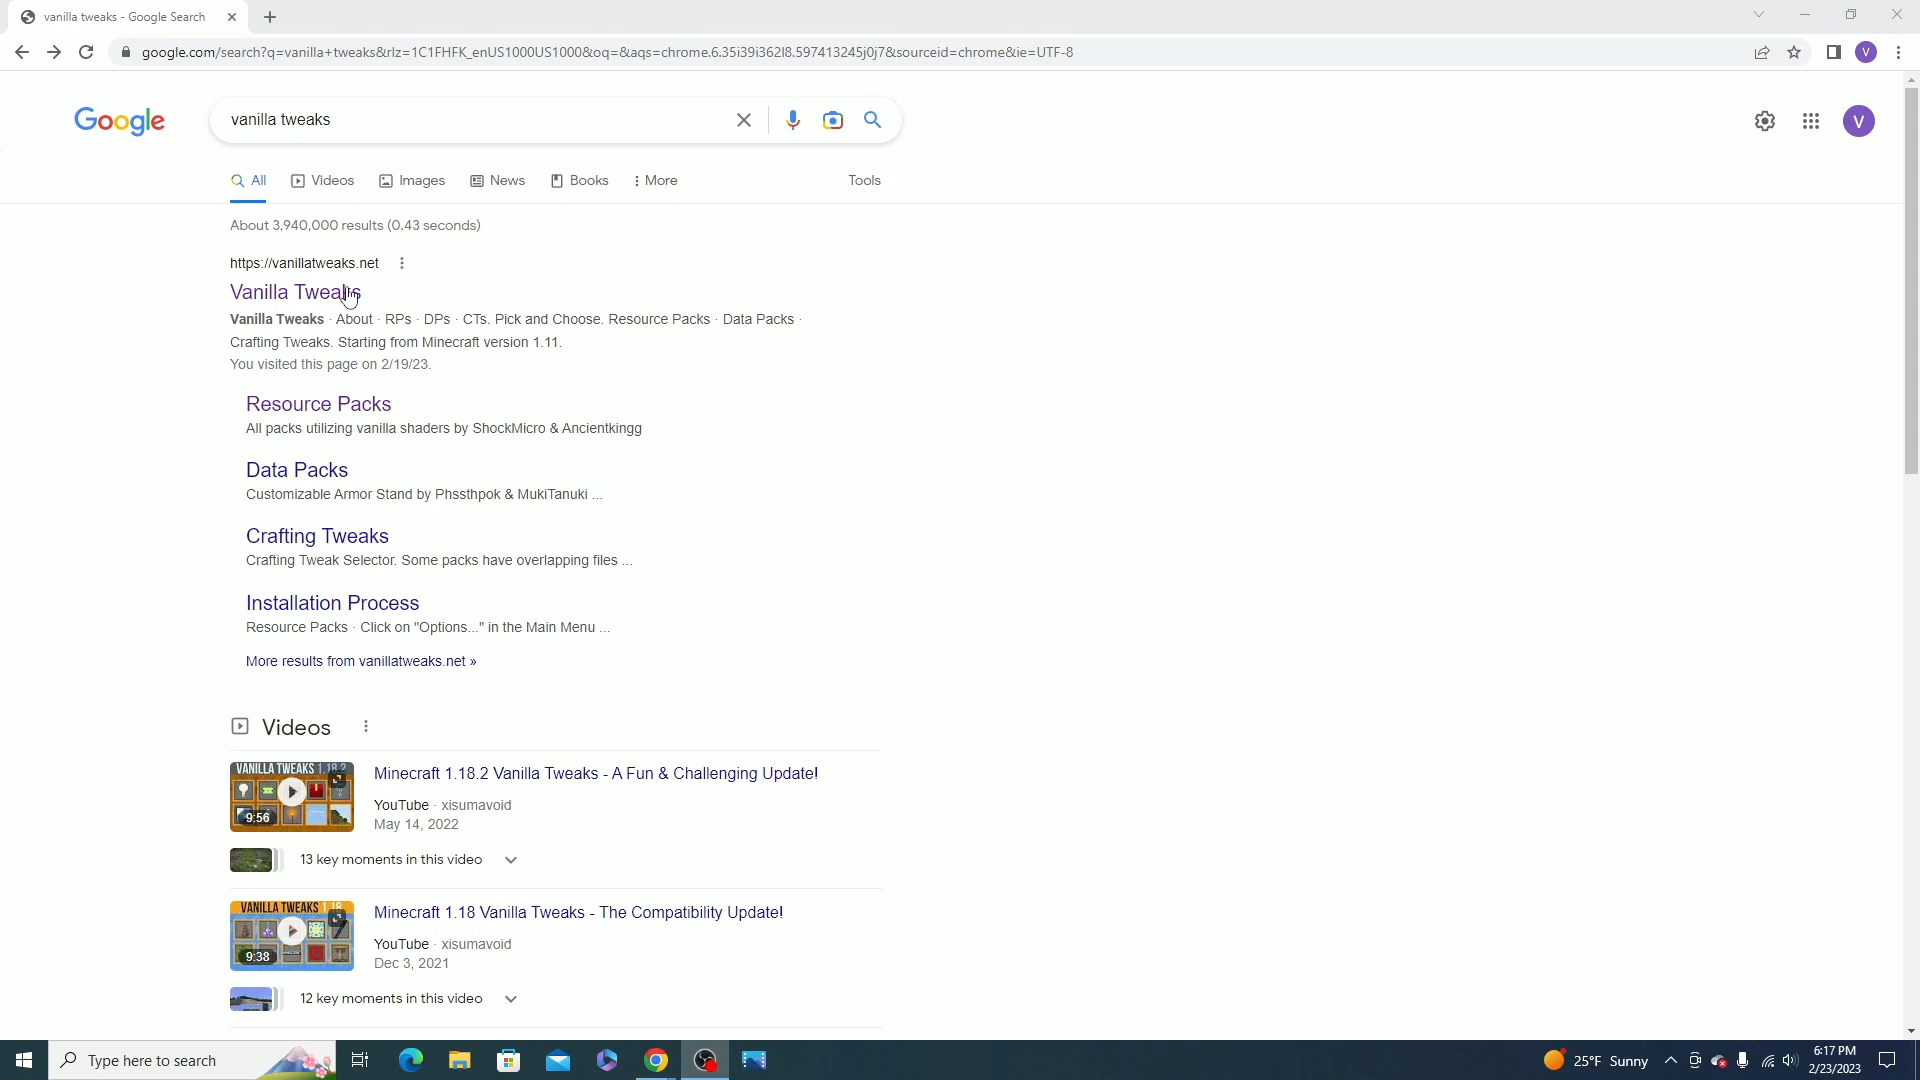 vanilla tweaks - Google Search
google.com/search?q=vanilla+tweaks&rlz=1C1FHFK_enUS1000US1000&oq=&aqs=chrome.6.35i39i362l8.597413245j0j7&sourceid=chrome&ie=UTF-8
V
Google
vanilla tweaks
V
All Videos Images News Books More Tools
About 3,940,000 results (0.43 seconds)
https://vanillatweaks.net
Vanilla Tweaks
Vanilla Tweaks · About · RPs · DPs · CTs. Pick and Choose. Resource Packs · Data Packs ·
Crafting Tweaks. Starting from Minecraft version 1.11.
You visited this page on 2/19/23.
Resource Packs
All packs utilizing vanilla shaders by ShockMicro & Ancientkingg
Data Packs
Customizable Armor Stand by Phssthpok & MukiTanuki ...
Crafting Tweaks
Crafting Tweak Selector. Some packs have overlapping files ...
Installation Process
Resource Packs · Click on "Options..." in the Main Menu ...
More results from vanillatweaks.net »
Videos
VANILLA TWEAKS 1.18.2
9:56
Minecraft 1.18.2 Vanilla Tweaks - A Fun & Challenging Update!
YouTube · xisumavoid
May 14, 2022
13 key moments in this video
VANILLA TWEAKS 1.18
9:38
Minecraft 1.18 Vanilla Tweaks - The Compatibility Update!
YouTube · xisumavoid
Dec 3, 2021
12 key moments in this video
Type here to search
25°F Sunny
6:17 PM
2/23/2023